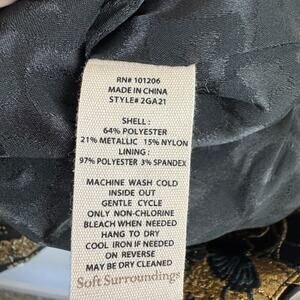 RN# 101206
MADE IN CHINA
STYLE# 2GA21
SHELL :
64% POLYESTER
21% METALLIC 15% NYLON
LINING :
97% POLYESTER 3% SPANDEX
MACHINE WASH COLD
INSIDE OUT
GENTLE CYCLE
ONLY NON-CHLORINE
BLEACH WHEN NEEDED
HANG TO DRY
COOL IRON IF NEEDED
ON REVERSE
MAY BE DRY CLEANED
Soft Surroundings